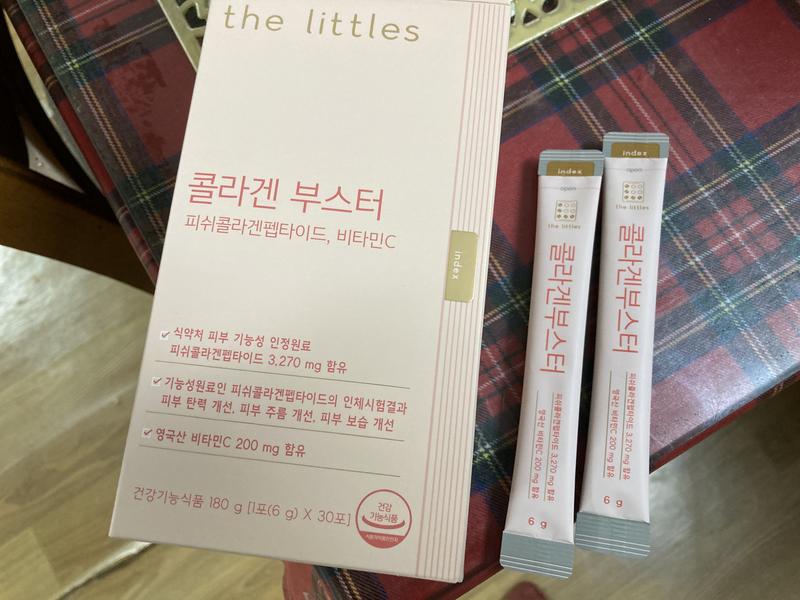 the littles
콜라겐 부스터
피쉬콜라겐펩타이드, 비타민C
index
식약처 피부 기능성 인정원료
피쉬콜라겐펩타이드 3,270 mg 함유
기능성원료인 피쉬콜라겐펩타이드의 인체시험결과
피부 탄력 개선, 피부 주름 개선, 피부 보습 개선
영국산 비타민C 200 mg 함유
건강기능식품 180 g [1포(6 g) X 30포]
건강
기능식품
식품의약품안전처
index
open
the littles
콜라겐부스터
피쉬콜라겐펩타이드 3,270 mg 함유
영국산 비타민C 200 mg 함유
6 g
index
open
the littles
콜라겐부스터
피쉬콜라겐펩타이드 3,270 mg 함유
영국산 비타민C 200 mg 함유
6 g